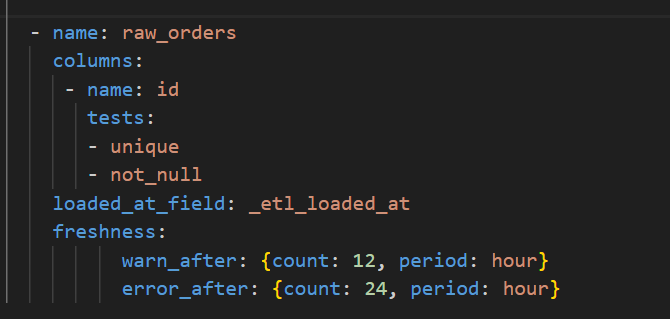 - name: raw_orders
columns:
- name: id
tests:
- unique
- not_null
loaded_at_field: _etl_loaded_at
freshness:
warn_after: {count: 12, period: hour}
error_after: {count: 24, period: hour}